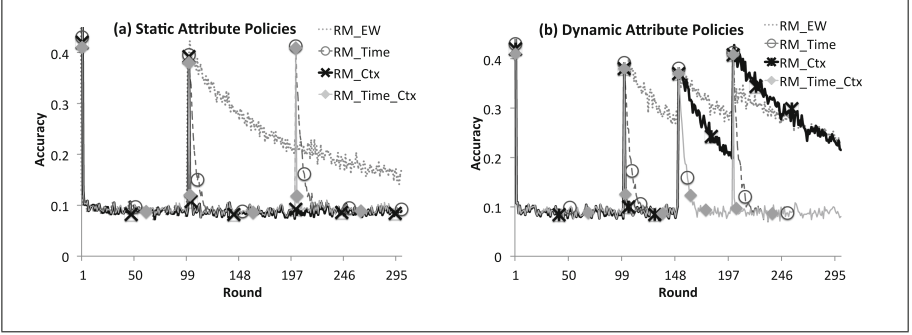 (a) Static Attribute Policies
RM_EW
RM_Time
RM_Ctx
RM_Time_Ctx
Accuracy
0.4
0.3
0.2
0.1
0
1 50 99 148 197 246 295
Round
(b) Dynamic Attribute Policies
RM_EW
RM_Time
RM_Ctx
RM_Time_Ctx
Accuracy
0.4
0.3
0.2
0.1
0
1 50 99 148 197 246 295
Round